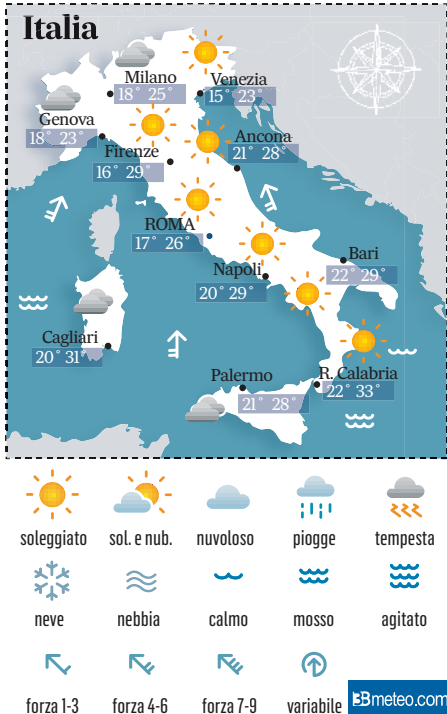 Italia
Milano
18° 25°
Venezia
15° 23°
Genova
18° 23°
Firenze
16° 29°
Ancona
21° 28°
ROMA
17° 26°
Napoli
20° 29°
Bari
22° 29°
Cagliari
20° 31°
Palermo
21° 28°
R. Calabria
22° 33°
soleggiato sol. e nub. nuvoloso piogge tempesta
neve nebbia calmo mosso agitato
forza 1-3 forza 4-6 forza 7-9 variabile
3Bmeteo.com